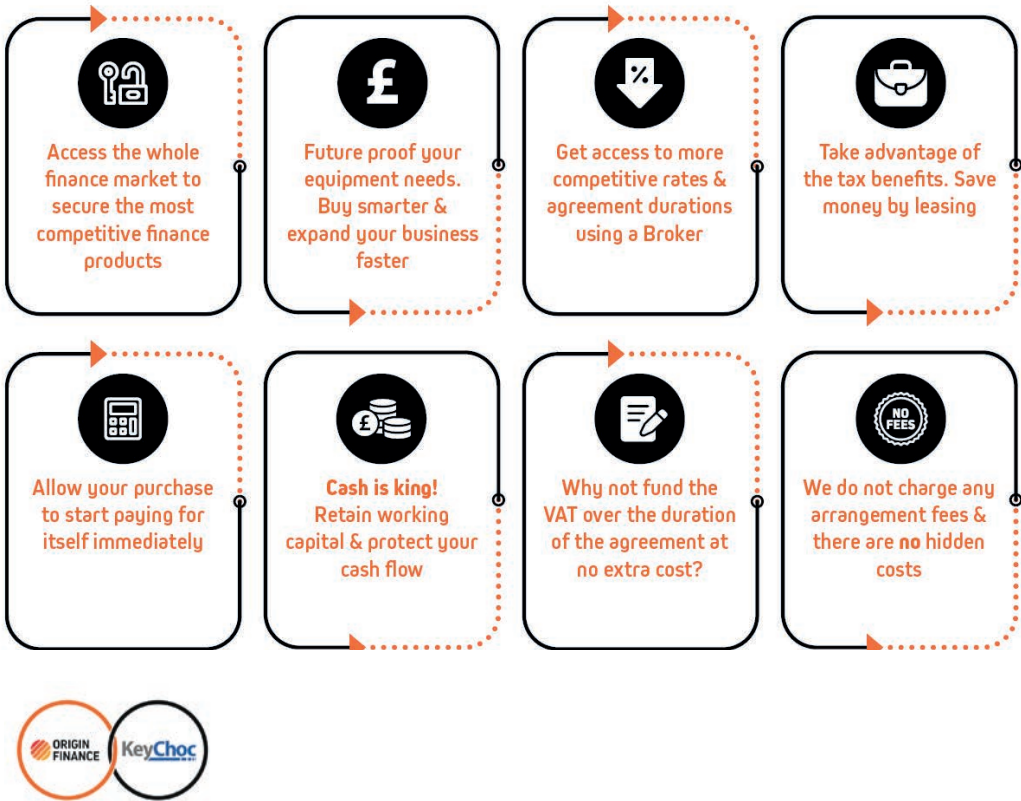 Access the whole
finance market to
secure the most
competitive finance
products
£
Future proof your
equipment needs.
Buy smarter &
expand your business
faster
%
Get access to more
competitive rates &
agreement durations
using a Broker
Take advantage of
the tax benefits. Save
money by leasing
Allow your purchase
to start paying for
itself immediately
£
Cash is king!
Retain working
capital & protect your
cash flow
Why not fund the
VAT over the duration
of the agreement at
no extra cost?
NO
FEES
We do not charge any
arrangement fees &
there are no hidden
costs
ORIGIN
FINANCE
KeyChoc